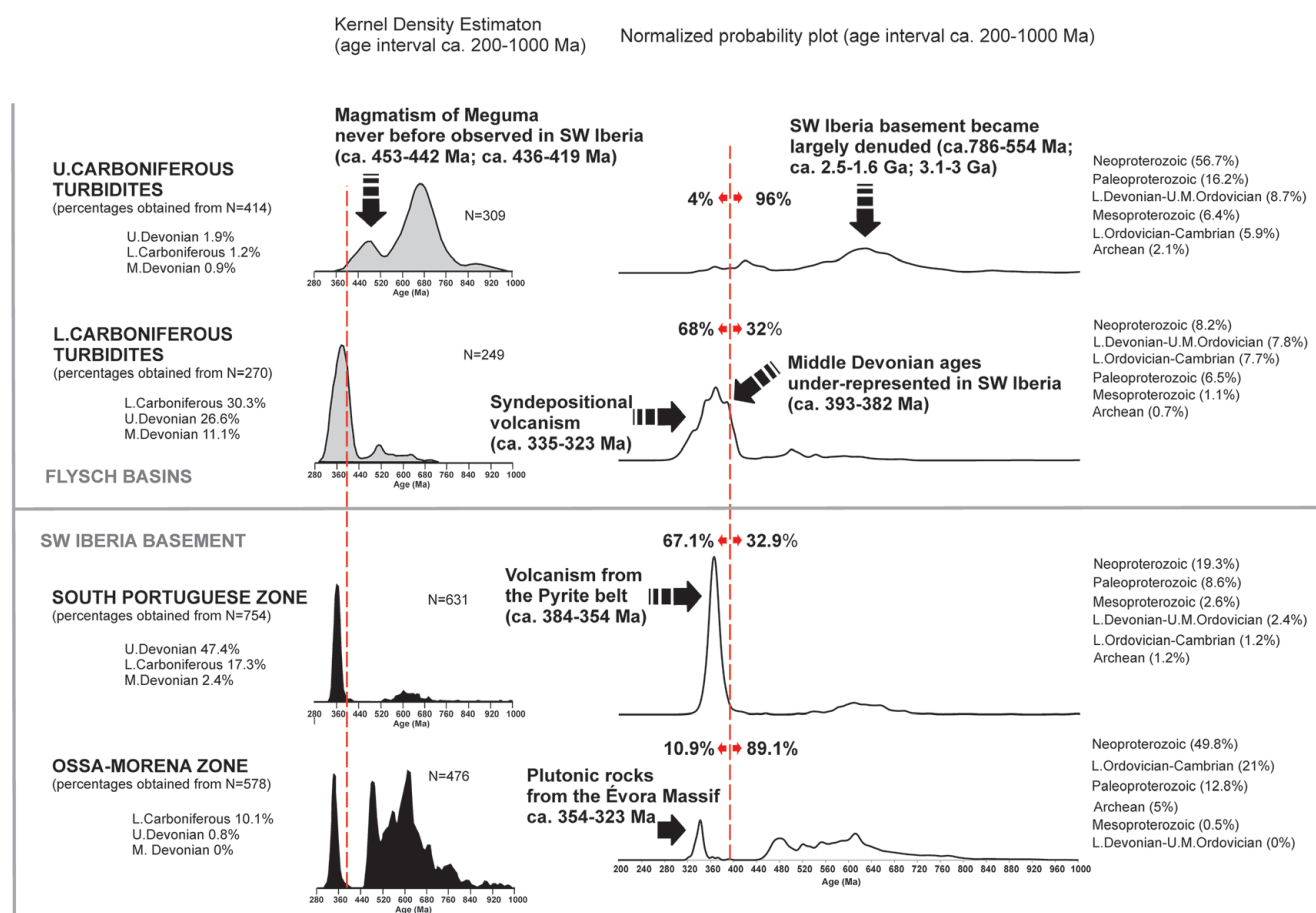 Kernel Density Estimaton
(age interval ca. 200-1000 Ma)
Normalized probability plot (age interval ca. 200-1000 Ma)
U.CARBONIFEROUS
TURBIDITES
(percentages obtained from N=414)
U.Devonian 1.9%
L.Carboniferous 1.2%
M.Devonian 0.9%
Magmatism of Meguma
never before observed in SW Iberia
(ca. 453-442 Ma; ca. 436-419 Ma)
N=309
280 360 440 520 600 680 760 840 920 1000
Age (Ma)
SW Iberia basement became
largely denuded (ca.786-554 Ma;
ca. 2.5-1.6 Ga; 3.1-3 Ga)
4% 96%
Neoproterozoic (56.7%)
Paleoproterozoic (16.2%)
L.Devonian-U.M.Ordovician (8.7%)
Mesoproterozoic (6.4%)
L.Ordovician-Cambrian (5.9%)
Archean (2.1%)
L.CARBONIFEROUS
TURBIDITES
(percentages obtained from N=270)
L.Carboniferous 30.3%
U.Devonian 26.6%
M.Devonian 11.1%
FLYSCH BASINS
N=249
280 360 440 520 600 680 760 840 920 1000
Age (Ma)
68% 32%
Syndepositional
volcanism
(ca. 335-323 Ma)
Middle Devonian ages
under-represented in SW Iberia
(ca. 393-382 Ma)
Neoproterozoic (8.2%)
L.Devonian-U.M.Ordovician (7.8%)
L.Ordovician-Cambrian (7.7%)
Paleoproterozoic (6.5%)
Mesoproterozoic (1.1%)
Archean (0.7%)
SW IBERIA BASEMENT
SOUTH PORTUGUESE ZONE
(percentages obtained from N=754)
U.Devonian 47.4%
L.Carboniferous 17.3%
M.Devonian 2.4%
N=631
280 360 440 520 600 680 760 840 920 1000
Age (Ma)
67.1% 32.9%
Volcanism from
the Pyrite belt
(ca. 384-354 Ma)
Neoproterozoic (19.3%)
Paleoproterozoic (8.6%)
Mesoproterozoic (2.6%)
L.Devonian-U.M.Ordovician (2.4%)
L.Ordovician-Cambrian (1.2%)
Archean (1.2%)
OSSA-MORENA ZONE
(percentages obtained from N=578)
L.Carboniferous 10.1%
U.Devonian 0.8%
M. Devonian 0%
N=476
280 360 440 520 600 680 760 840 920 1000
Age (Ma)
10.9% 89.1%
Plutonic rocks
from the Évora Massif
ca. 354-323 Ma
200 240 280 320 360 400 440 480 520 560 600 640 680 720 760 800 840 880 920 960 1000
Age (Ma)
Neoproterozoic (49.8%)
L.Ordovician-Cambrian (21%)
Paleoproterozoic (12.8%)
Archean (5%)
Mesoproterozoic (0.5%)
L.Devonian-U.M.Ordovician (0%)